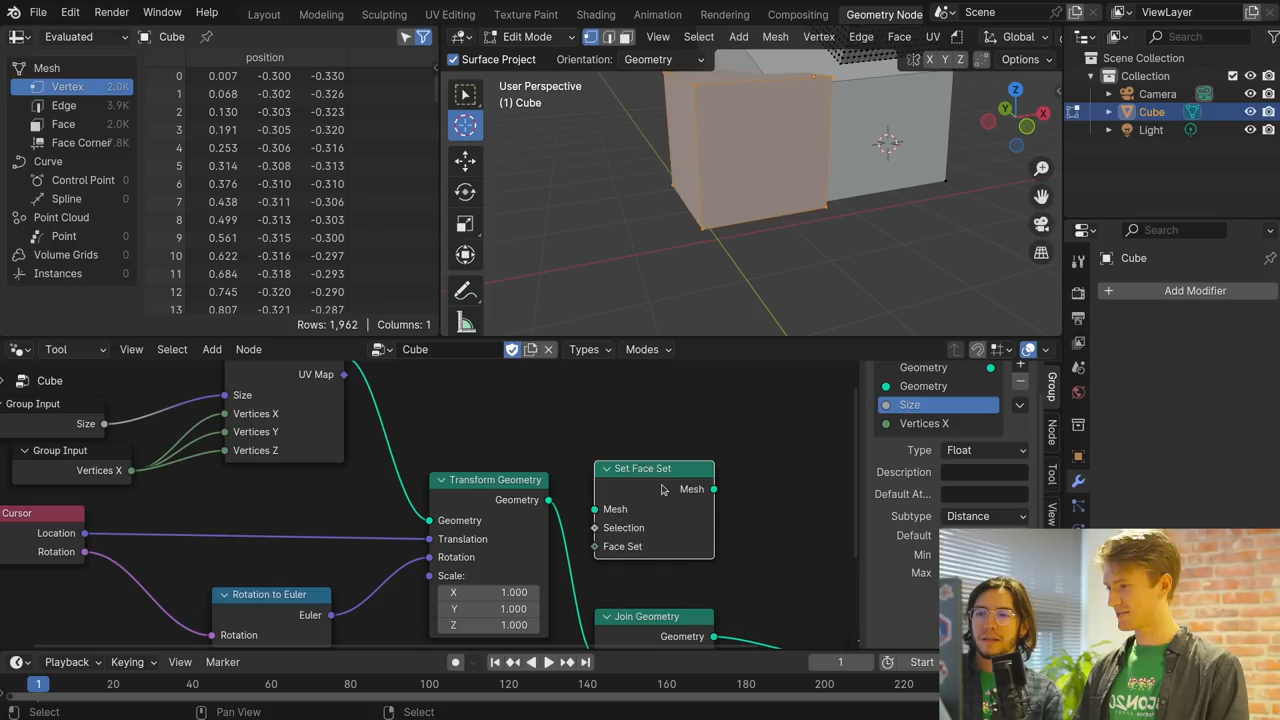 File Edit Render Window Help Layout Modeling Sculpting UV Editing Texture Paint Shading Animation Rendering Compositing Geometry Node Scene ViewLayer
Evaluated Cube Edit Mode View Select Add Mesh Vertex Edge Face UV Global Search
Surface Project Orientation: Geometry X Y Z Options
position
Mesh
Vertex 2.0K
Edge 3.9K
Face 2.0K
Face Corner 7.8K
Curve
Control Point 0
Spline 0
Point Cloud
Point 0
Volume Grids 0
Instances 0
0 0.007 -0.300 -0.330
1 0.068 -0.302 -0.326
2 0.130 -0.303 -0.323
3 0.191 -0.305 -0.320
4 0.253 -0.306 -0.316
5 0.314 -0.308 -0.313
6 0.376 -0.310 -0.310
7 0.438 -0.311 -0.306
8 0.499 -0.313 -0.303
9 0.561 -0.315 -0.300
10 0.622 -0.316 -0.297
11 0.684 -0.318 -0.293
12 0.745 -0.320 -0.290
13 0.807 -0.321 -0.287
Rows: 1,962 | Columns: 1
User Perspective
(1) Cube
Z
Y
X
Scene Collection
Collection
Camera
Cube
Light
Search
Cube
Add Modifier
Tool View Select Add Node Cube Types Modes
Cube
UV Map
Group Input
Size
Size
Vertices X
Vertices Y
Vertices Z
Group Input
Vertices X
Cursor
Location
Rotation
Rotation to Euler
Euler
Rotation
Transform Geometry
Geometry
Geometry
Translation
Rotation
Scale:
X 1.000
Y 1.000
Z 1.000
Set Face Set
Mesh
Mesh
Selection
Face Set
Join Geometry
Geometry
Geometry
Geometry
Size
Vertices X
Type Float
Description
Default At...
Subtype Distance
Default
Min
Max
Group
Node
Tool
View
Playback Keying View Marker 1 Start
1 20 40 60 80 100 120 140 160 180 200 220
Select Pan View Select